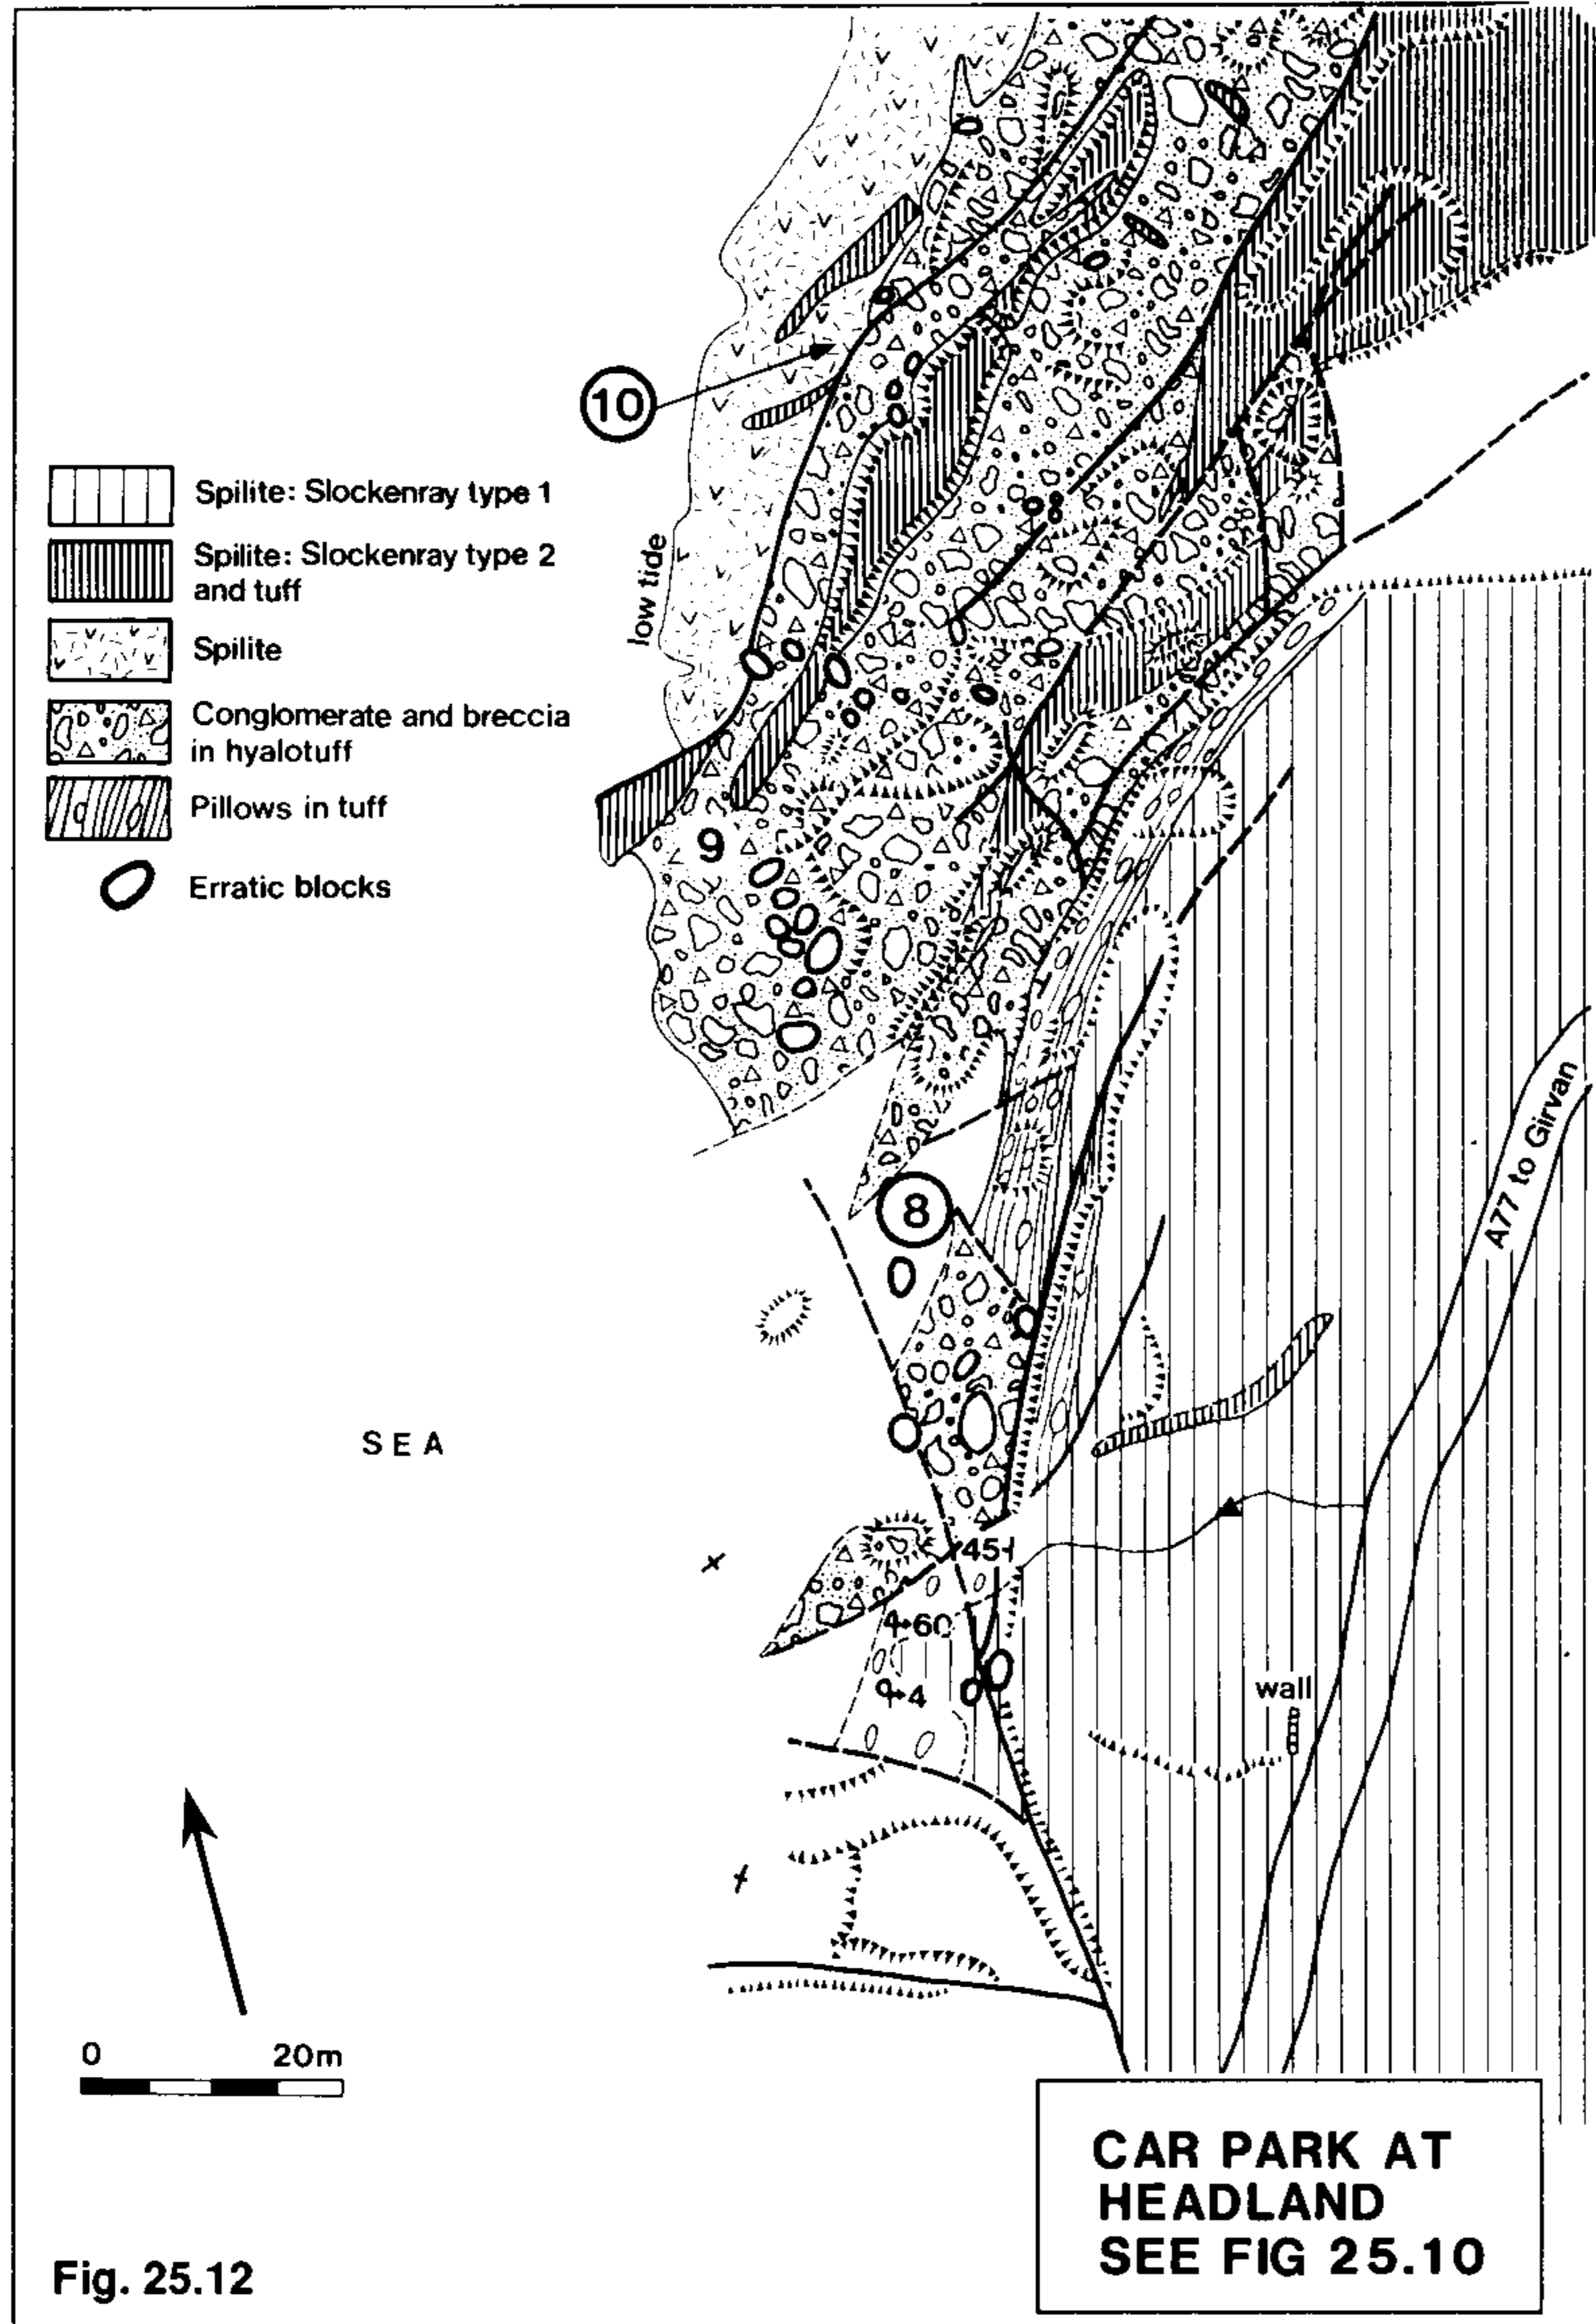 10
Spilite: Slockenray type 1
Spilite: Slockenray type 2
and tuff
Spilite
Conglomerate and breccia
in hyalotuff
Pillows in tuff
Erratic blocks
low tide
9
8
A77 to Girvan
SEA
45
60
4
wall
0 20m
CAR PARK AT
HEADLAND
SEE FIG 25.10
Fig. 25.12